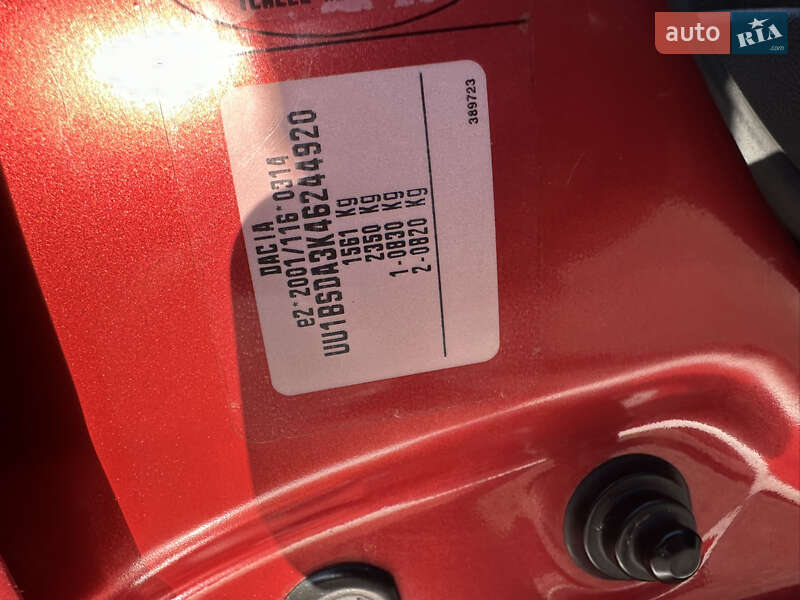 DACIA
e2*2001/116*0314
UU1BSDA3K46244920
1561 Kg
2350 Kg
1-0830 Kg
2-0820 Kg
389723
auto RIA
.com